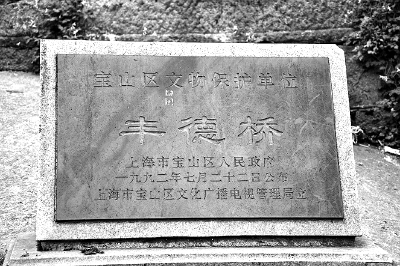 宝山区文物保护单位
丰德桥
上海市宝山区人民政府
一九九二年七月二十二日公布
上海市宝山区文化广播电视管理局立